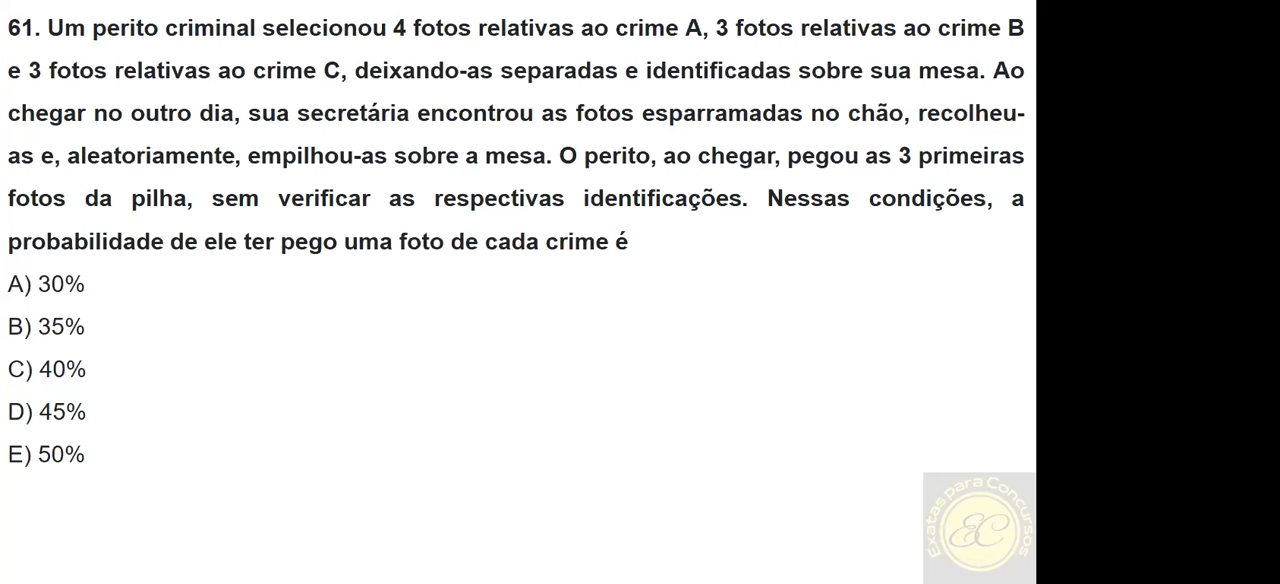 61. Um perito criminal selecionou 4 fotos relativas ao crime A, 3 fotos relativas ao crime B
e 3 fotos relativas ao crime C, deixando-as separadas e identificadas sobre sua mesa. Ao
chegar no outro dia, sua secretária encontrou as fotos esparramadas no chão, recolheu-
as e, aleatoriamente, empilhou-as sobre a mesa. O perito, ao chegar, pegou as 3 primeiras
fotos da pilha, sem verificar as respectivas identificações. Nessas condições, a
probabilidade de ele ter pego uma foto de cada crime é
A) 30%
B) 35%
C) 40%
D) 45%
E) 50%
Exatas para Concursos
EC